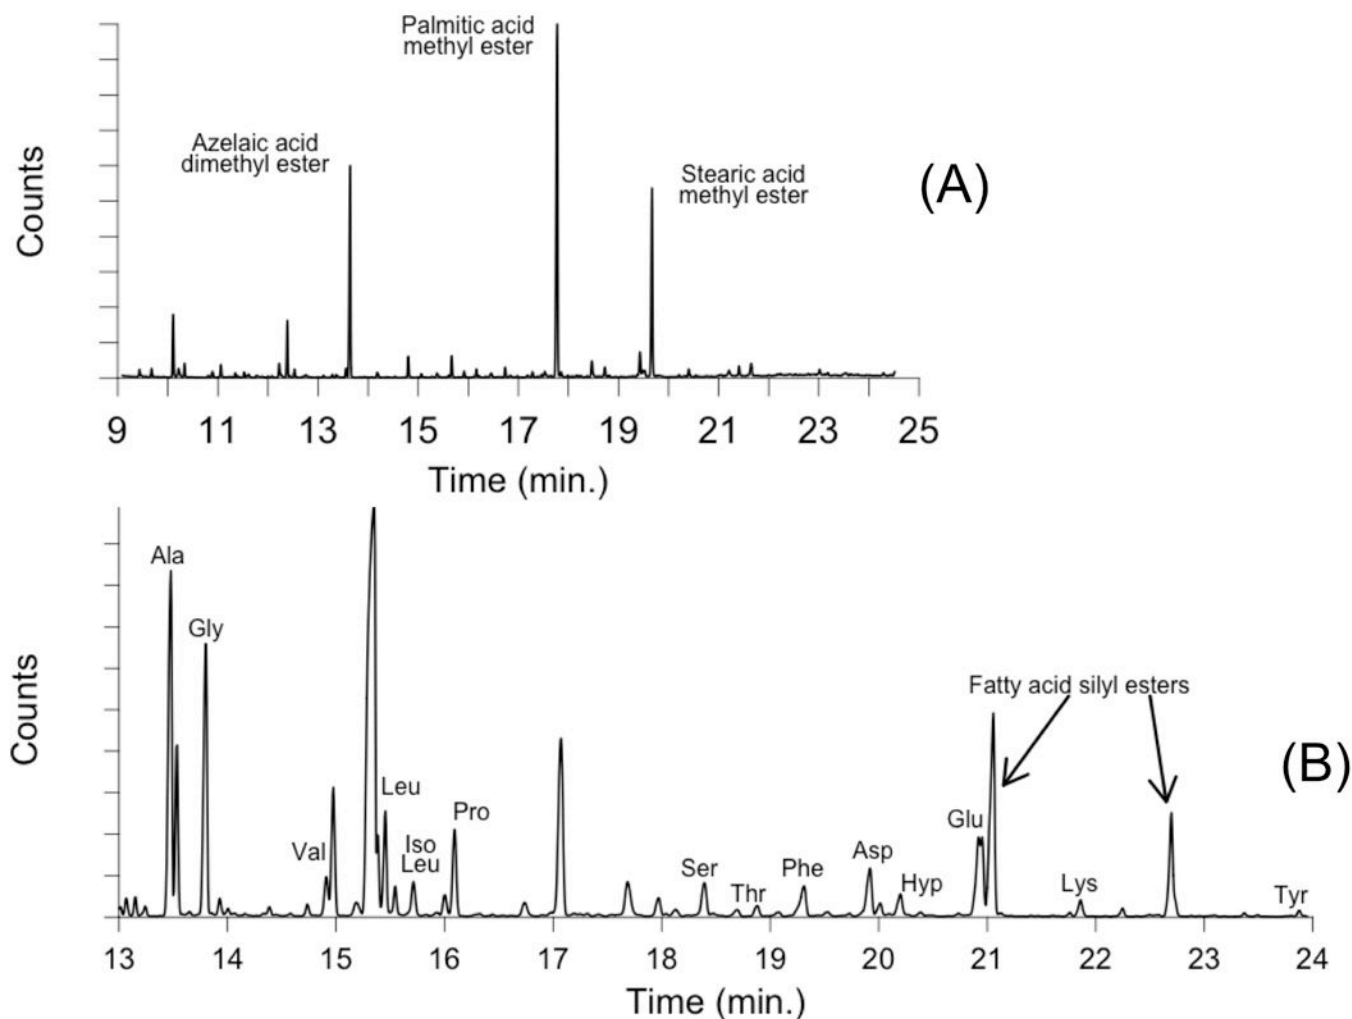 Palmitic acid
methyl ester
Azelaic acid
dimethyl ester
Stearic acid
methyl ester
(A)
Counts
9 11 13 15 17 19 21 23 25
Time (min.)
Ala
Gly
Val
Leu
Iso
Leu
Pro
Ser
Thr
Phe
Asp
Hyp
Glu
Fatty acid silyl esters
Lys
Tyr
(B)
Counts
13 14 15 16 17 18 19 20 21 22 23 24
Time (min.)